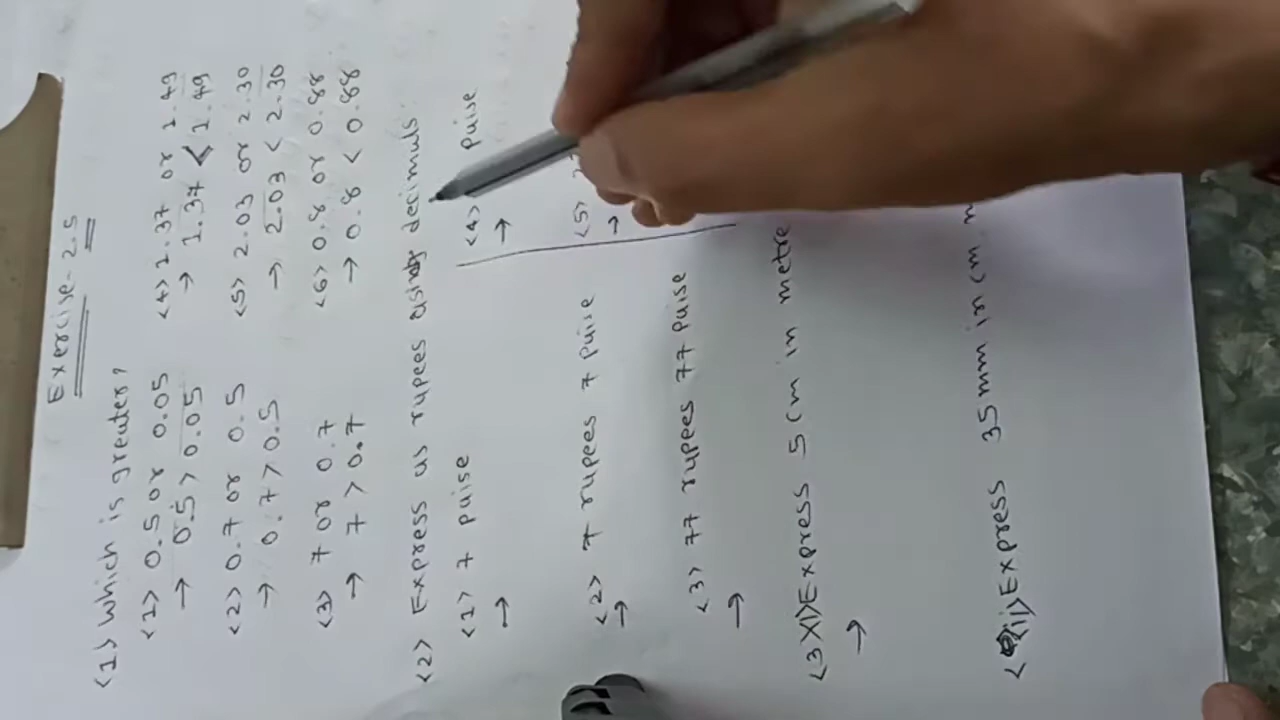 Exercise-2.5
<1> which is greater?
<1> 0.5 or 0.05
→ 0.5 > 0.05
<2> 0.7 or 0.5
→ 0.7 > 0.5
<3> 7 or 0.7
→ 7 > 0.7
<4> 1.37 or 1.49
→ 1.37 < 1.49
<5> 2.03 or 2.30
→ 2.03 < 2.30
<6> 0.8 or 0.88
→ 0.8 < 0.88
<2> Express as rupees using decimals.
<1> 7 paise
→
<2> 7 rupees 7 paise
→
<3> 77 rupees 77 paise
→
<4> paise
→
<5>
→
<3><i>Express 5 cm in metre
→
<ii>Express 35 mm in cm.